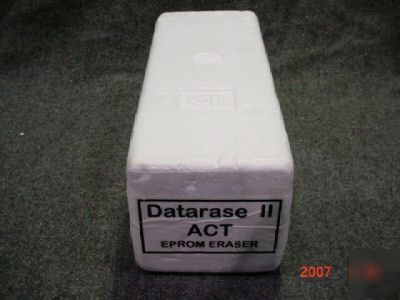 Datarase II
ACT
EPROM ERASER
2007